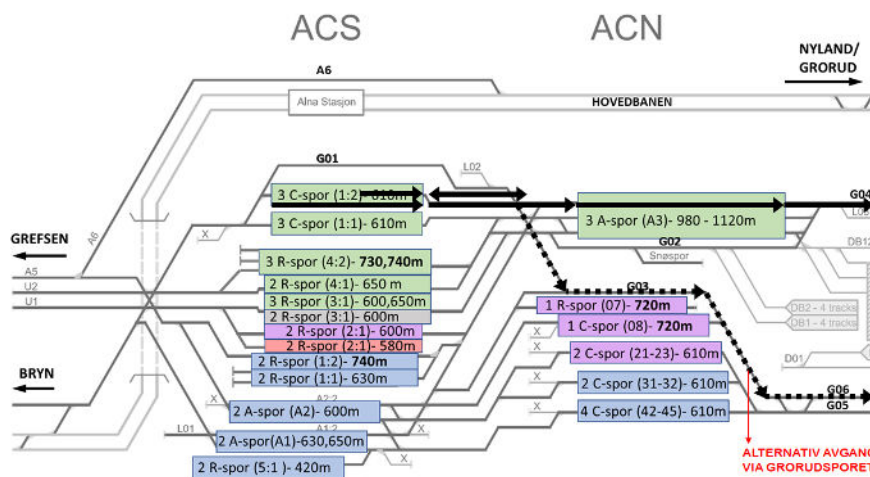 ACS
ACN
NYLAND/
GRORUD
A6
Alna Stasjon
HOVEDBANEN
G01
L02
3 C-spor (1:2)- 610m
G04
3 C-spor (1:1)- 610m
3 A-spor (A3)- 980 - 1120m
X
GREFSEN
A6
G02
DB12
Snøspor
3 R-spor (4:2)- 730,740m
A5
U2
2 R-spor (4:1)- 650 m
G03
U1
3 R-spor (3:1)- 600,650m
1 R-spor (07)- 720m
DB2 - 4 tracks
2 R-spor (3:1)- 600m
1 C-spor (08)- 720m
DB1 - 4 tracks
X
2 R-spor (2:1)- 600m
2 R-spor (2:1)- 580m
X
2 C-spor (21-23)- 610m
D01
2 R-spor (1:2)- 740m
BRYN
2 R-spor (1:1)- 630m
X
2 C-spor (31-32)- 610m
G06
A2:2
X
2 A-spor (A2)- 600m
X
4 C-spor (42-45)- 610m
G05
L01
A1:2
X
2 A-spor(A1)-630,650m
X
2 R-spor (5:1 )- 420m
ALTERNATIV AVGANG
VIA GRORUDSPORET